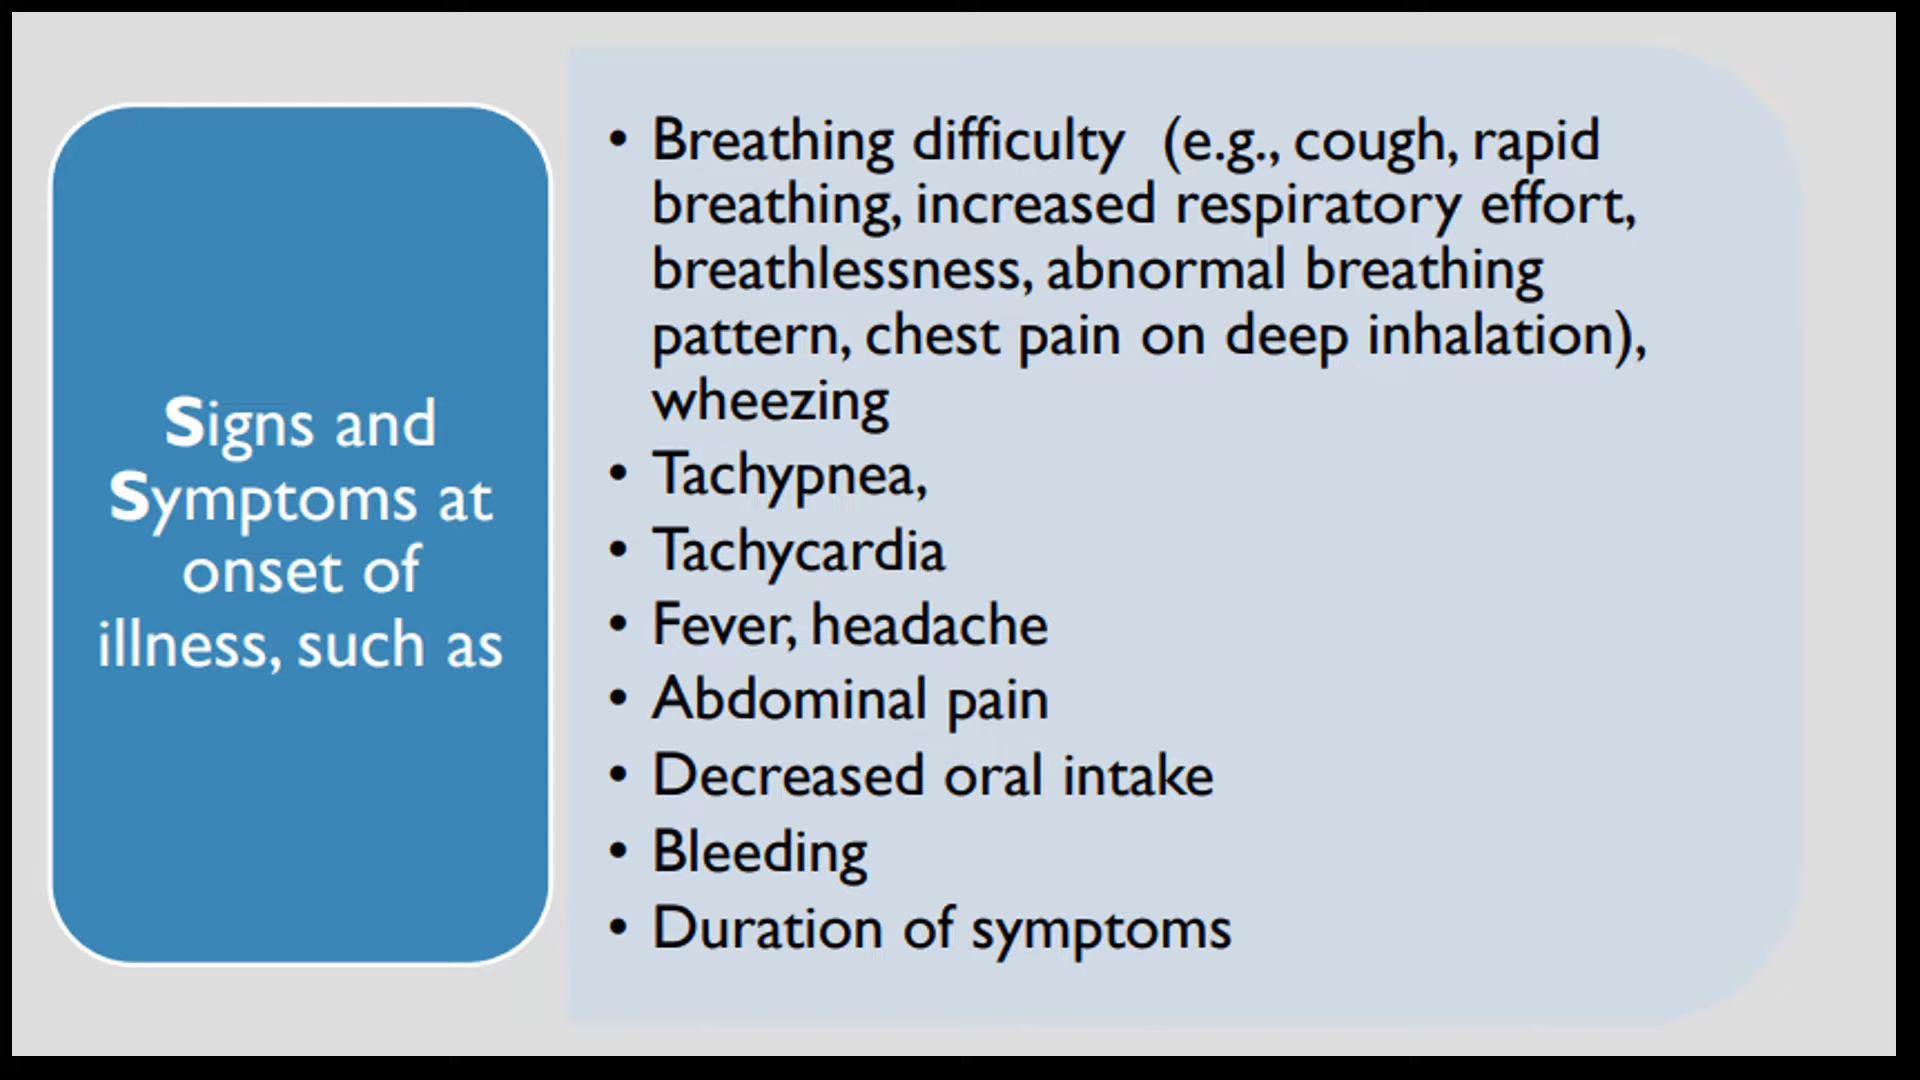 Signs and
Symptoms at
onset of
illness, such as
• Breathing difficulty  (e.g., cough, rapid
breathing, increased respiratory effort,
breathlessness, abnormal breathing
pattern, chest pain on deep inhalation),
wheezing
• Tachypnea,
• Tachycardia
• Fever, headache
• Abdominal pain
• Decreased oral intake
• Bleeding
• Duration of symptoms